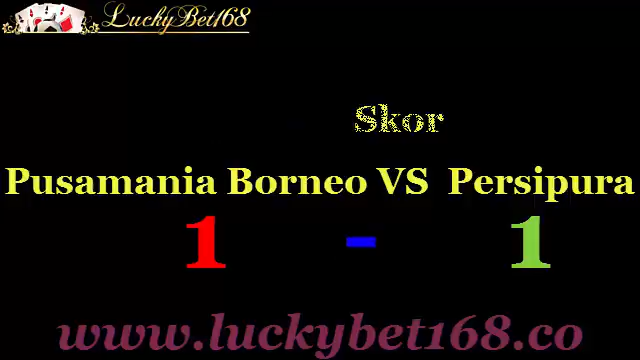 LuckyBet168
Skor
Pusamania Borneo VS Persipura
1 - 1
www.luckybet168.co